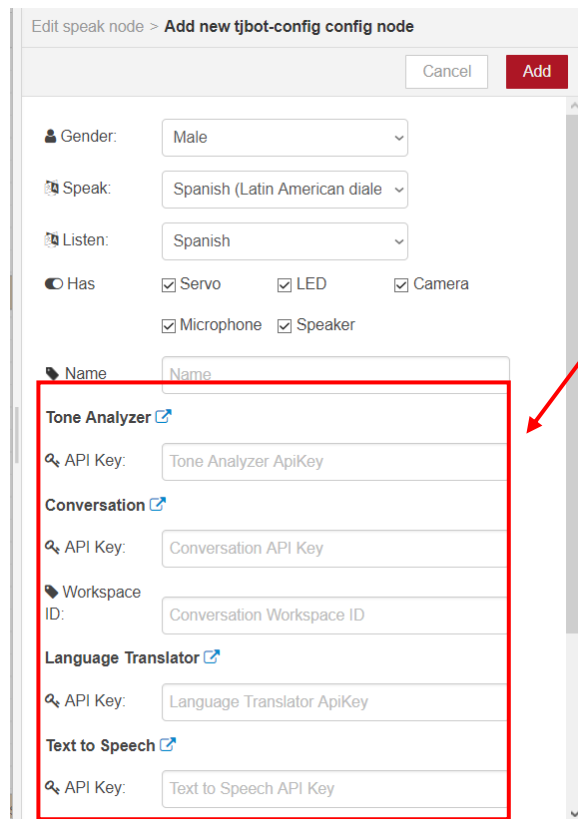 Edit speak node > Add new tjbot-config config node
Cancel Add
Gender: Male
Speak: Spanish (Latin American diale
Listen: Spanish
Has Servo LED Camera
Microphone Speaker
Name Name
Tone Analyzer
API Key: Tone Analyzer ApiKey
Conversation
API Key: Conversation API Key
Workspace
ID: Conversation Workspace ID
Language Translator
API Key: Language Translator ApiKey
Text to Speech
API Key: Text to Speech API Key